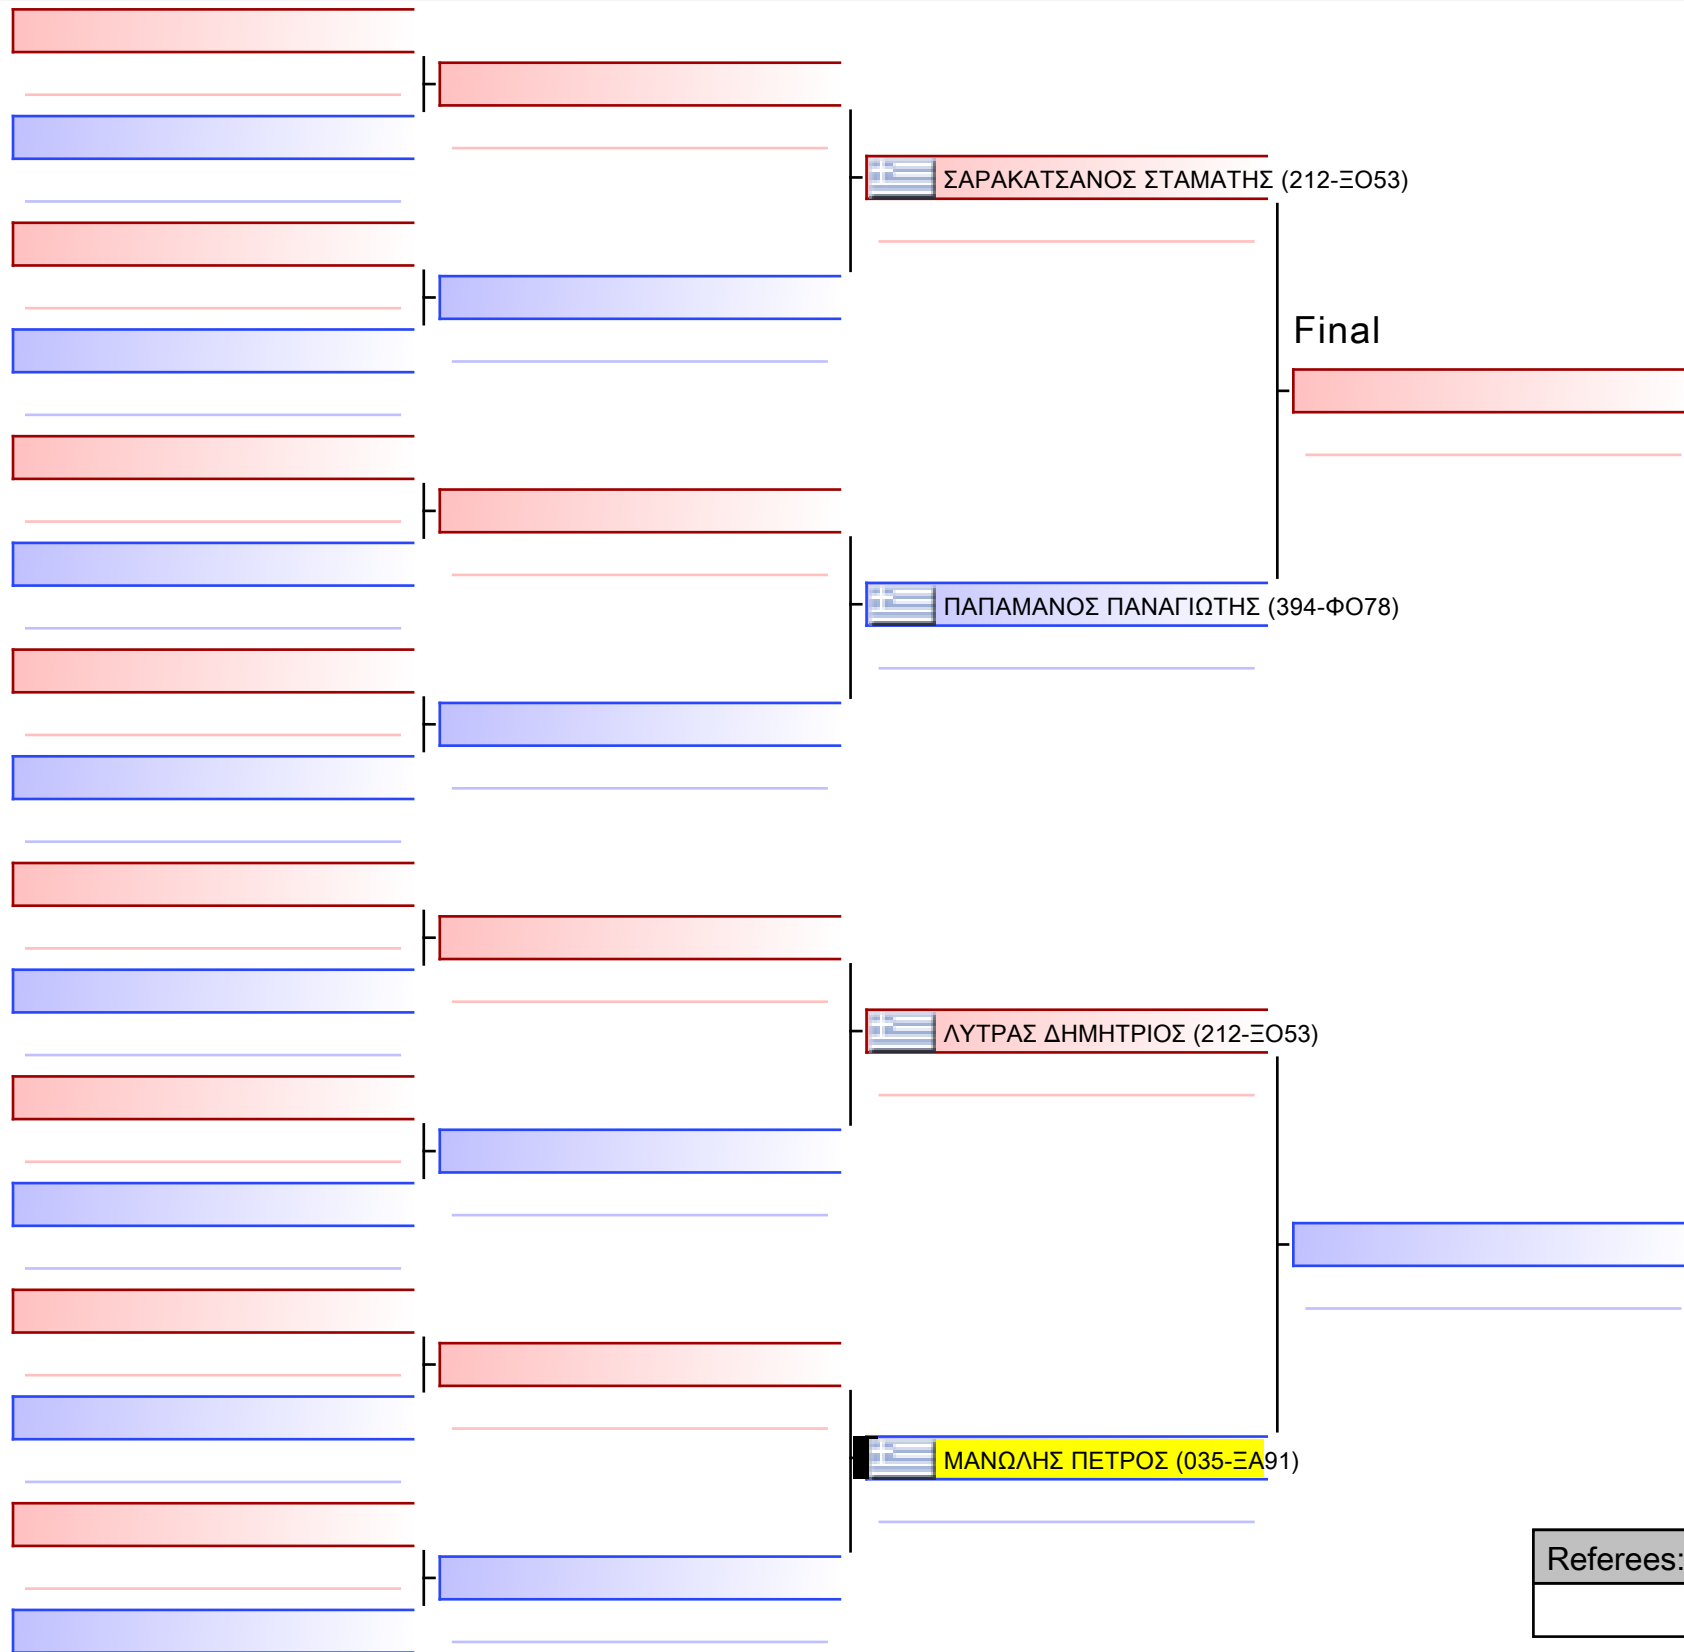 ΣΑΡΑΚΑΤΣΑΝΟΣ ΣΤΑΜΑΤΗΣ (212-ΞΟ53)
Final
ΠΑΠΑΜΑΝΟΣ ΠΑΝΑΓΙΩΤΗΣ (394-ΦΟ78)
ΛΥΤΡΑΣ ΔΗΜΗΤΡΙΟΣ (212-ΞΟ53)
ΜΑΝΩΛΗΣ ΠΕΤΡΟΣ (035-ΞΑ91)
Referees: